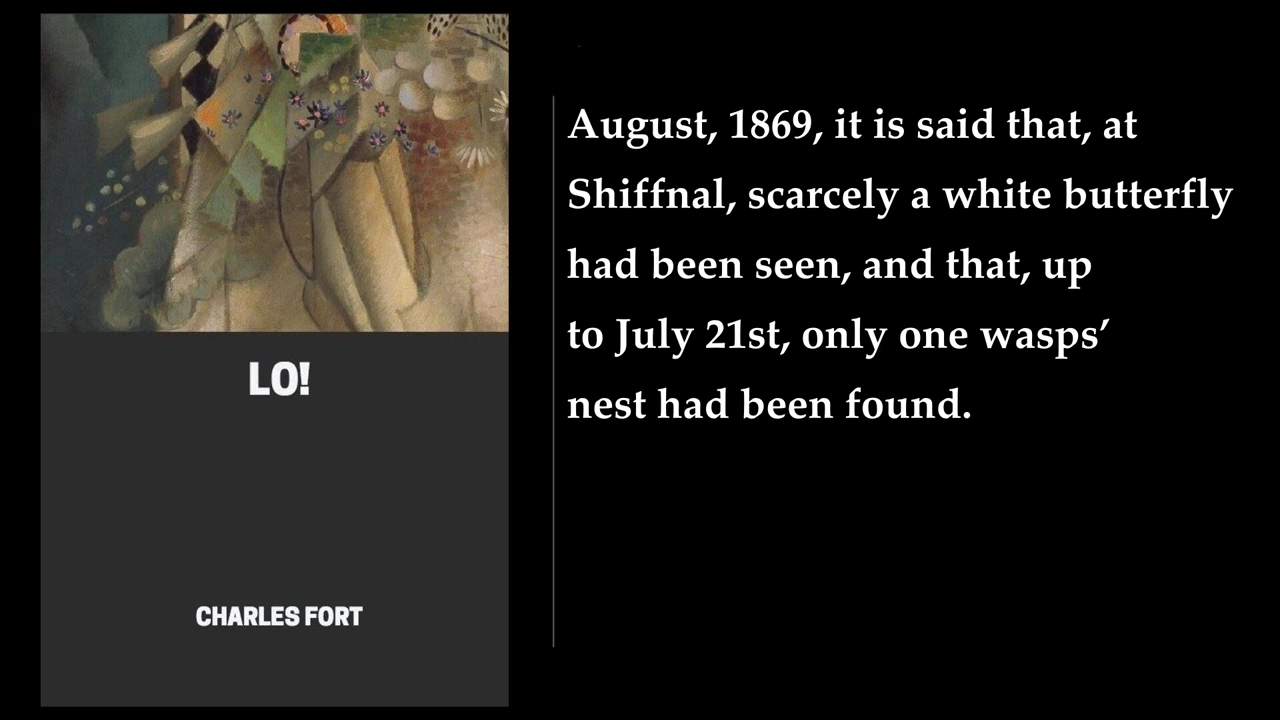 LO!
CHARLES FORT
August, 1869, it is said that, at
Shiffnal, scarcely a white butterfly
had been seen, and that, up
to July 21st, only one wasps’
nest had been found.